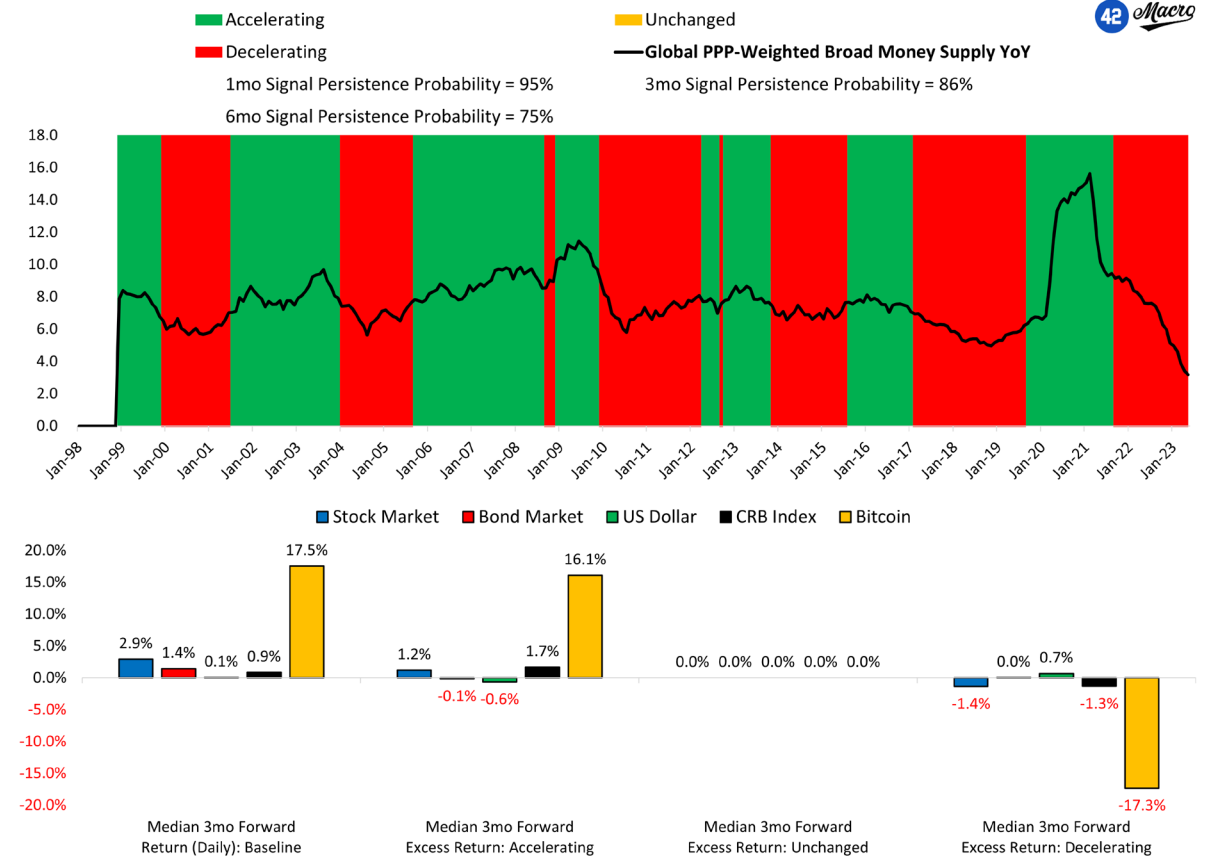 Accelerating
Unchanged
42 Macro
Decelerating
Global PPP-Weighted Broad Money Supply YoY
1mo Signal Persistence Probability = 95%
3mo Signal Persistence Probability = 86%
6mo Signal Persistence Probability = 75%
18.0
16.0
14.0
12.0
10.0
8.0
6.0
4.0
2.0
0.0
Jan-98 Jan-99 Jan-00 Jan-01 Jan-02 Jan-03 Jan-04 Jan-05 Jan-06 Jan-07 Jan-08 Jan-09 Jan-10 Jan-11 Jan-12 Jan-13 Jan-14 Jan-15 Jan-16 Jan-17 Jan-18 Jan-19 Jan-20 Jan-21 Jan-22 Jan-23
Stock Market Bond Market US Dollar CRB Index Bitcoin
20.0%
15.0%
10.0%
5.0%
0.0%
-5.0%
-10.0%
-15.0%
-20.0%
2.9% 1.4% 0.1% 0.9% 17.5%
1.2% -0.1% -0.6% 1.7% 16.1%
0.0% 0.0% 0.0% 0.0% 0.0%
-1.4% 0.0% 0.7% -1.3% -17.3%
Median 3mo Forward
Return (Daily): Baseline
Median 3mo Forward
Excess Return: Accelerating
Median 3mo Forward
Excess Return: Unchanged
Median 3mo Forward
Excess Return: Decelerating